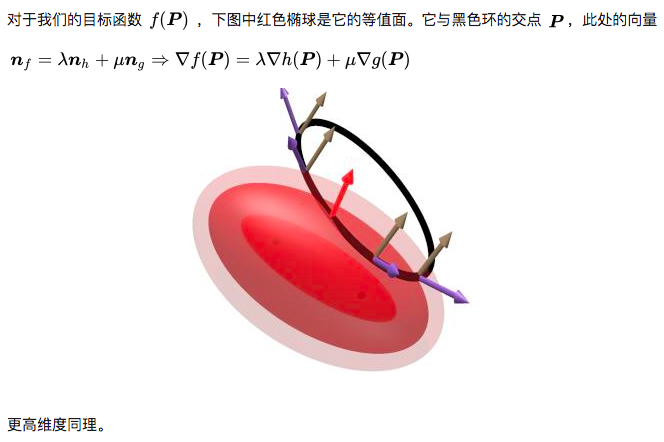 对于我们的目标函数 f(P) ，下图中红色椭球是它的等值面。它与黑色环的交点 P ，此处的向量
n_f = λn_h + μn_g ⇒ ∇f(P) = λ∇h(P) + μ∇g(P)
更高维度同理。